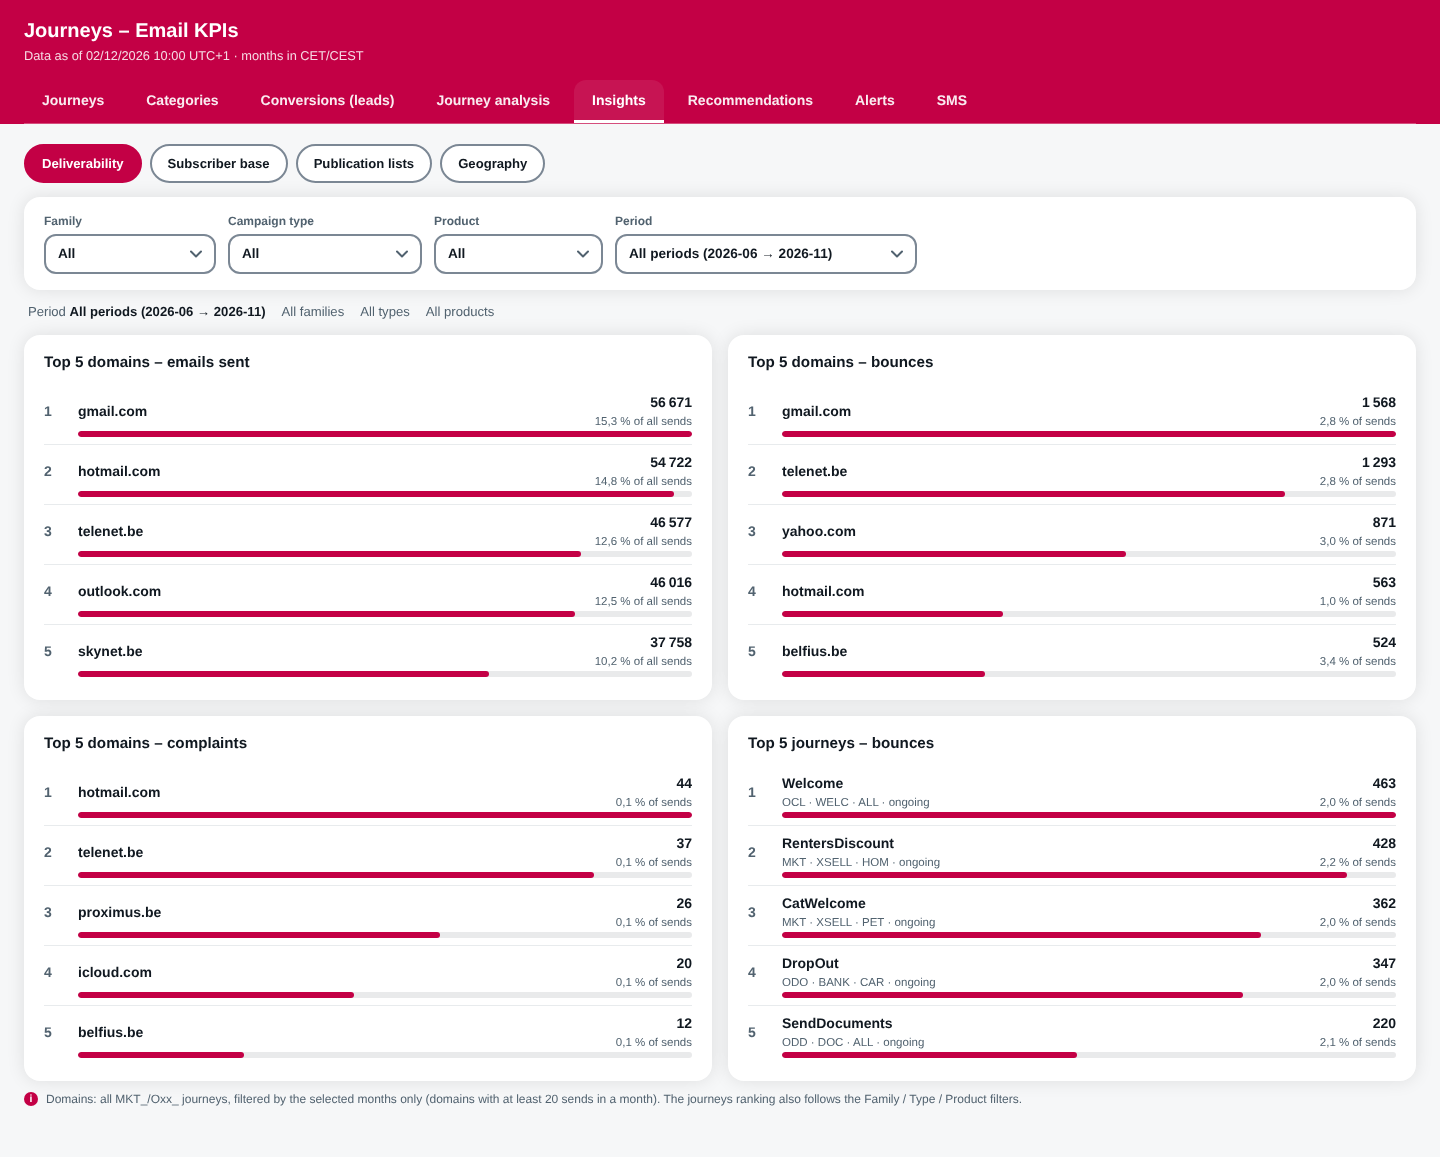 Journeys – Email KPIs
Data as of 02/12/2026 10:00 UTC+1 · months in CET/CEST
Journeys Categories Conversions (leads) Journey analysis Insights Recommendations Alerts SMS
Deliverability Subscriber base Publication lists Geography
Family Campaign type Product Period
All All All All periods (2026-06 → 2026-11)
Period All periods (2026-06 → 2026-11) All families All types All products
Top 5 domains – emails sent
1 gmail.com 56 671
15,3 % of all sends
2 hotmail.com 54 722
14,8 % of all sends
3 telenet.be 46 577
12,6 % of all sends
4 outlook.com 46 016
12,5 % of all sends
5 skynet.be 37 758
10,2 % of all sends
Top 5 domains – bounces
1 gmail.com 1 568
2,8 % of sends
2 telenet.be 1 293
2,8 % of sends
3 yahoo.com 871
3,0 % of sends
4 hotmail.com 563
1,0 % of sends
5 belfius.be 524
3,4 % of sends
Top 5 domains – complaints
1 hotmail.com 44
0,1 % of sends
2 telenet.be 37
0,1 % of sends
3 proximus.be 26
0,1 % of sends
4 icloud.com 20
0,1 % of sends
5 belfius.be 12
0,1 % of sends
Top 5 journeys – bounces
1 Welcome 463
OCL · WELC · ALL · ongoing 2,0 % of sends
2 RentersDiscount 428
MKT · XSELL · HOM · ongoing 2,2 % of sends
3 CatWelcome 362
MKT · XSELL · PET · ongoing 2,0 % of sends
4 DropOut 347
ODO · BANK · CAR · ongoing 2,0 % of sends
5 SendDocuments 220
ODD · DOC · ALL · ongoing 2,1 % of sends
i Domains: all MKT_/Oxx_ journeys, filtered by the selected months only (domains with at least 20 sends in a month). The journeys ranking also follows the Family / Type / Product filters.